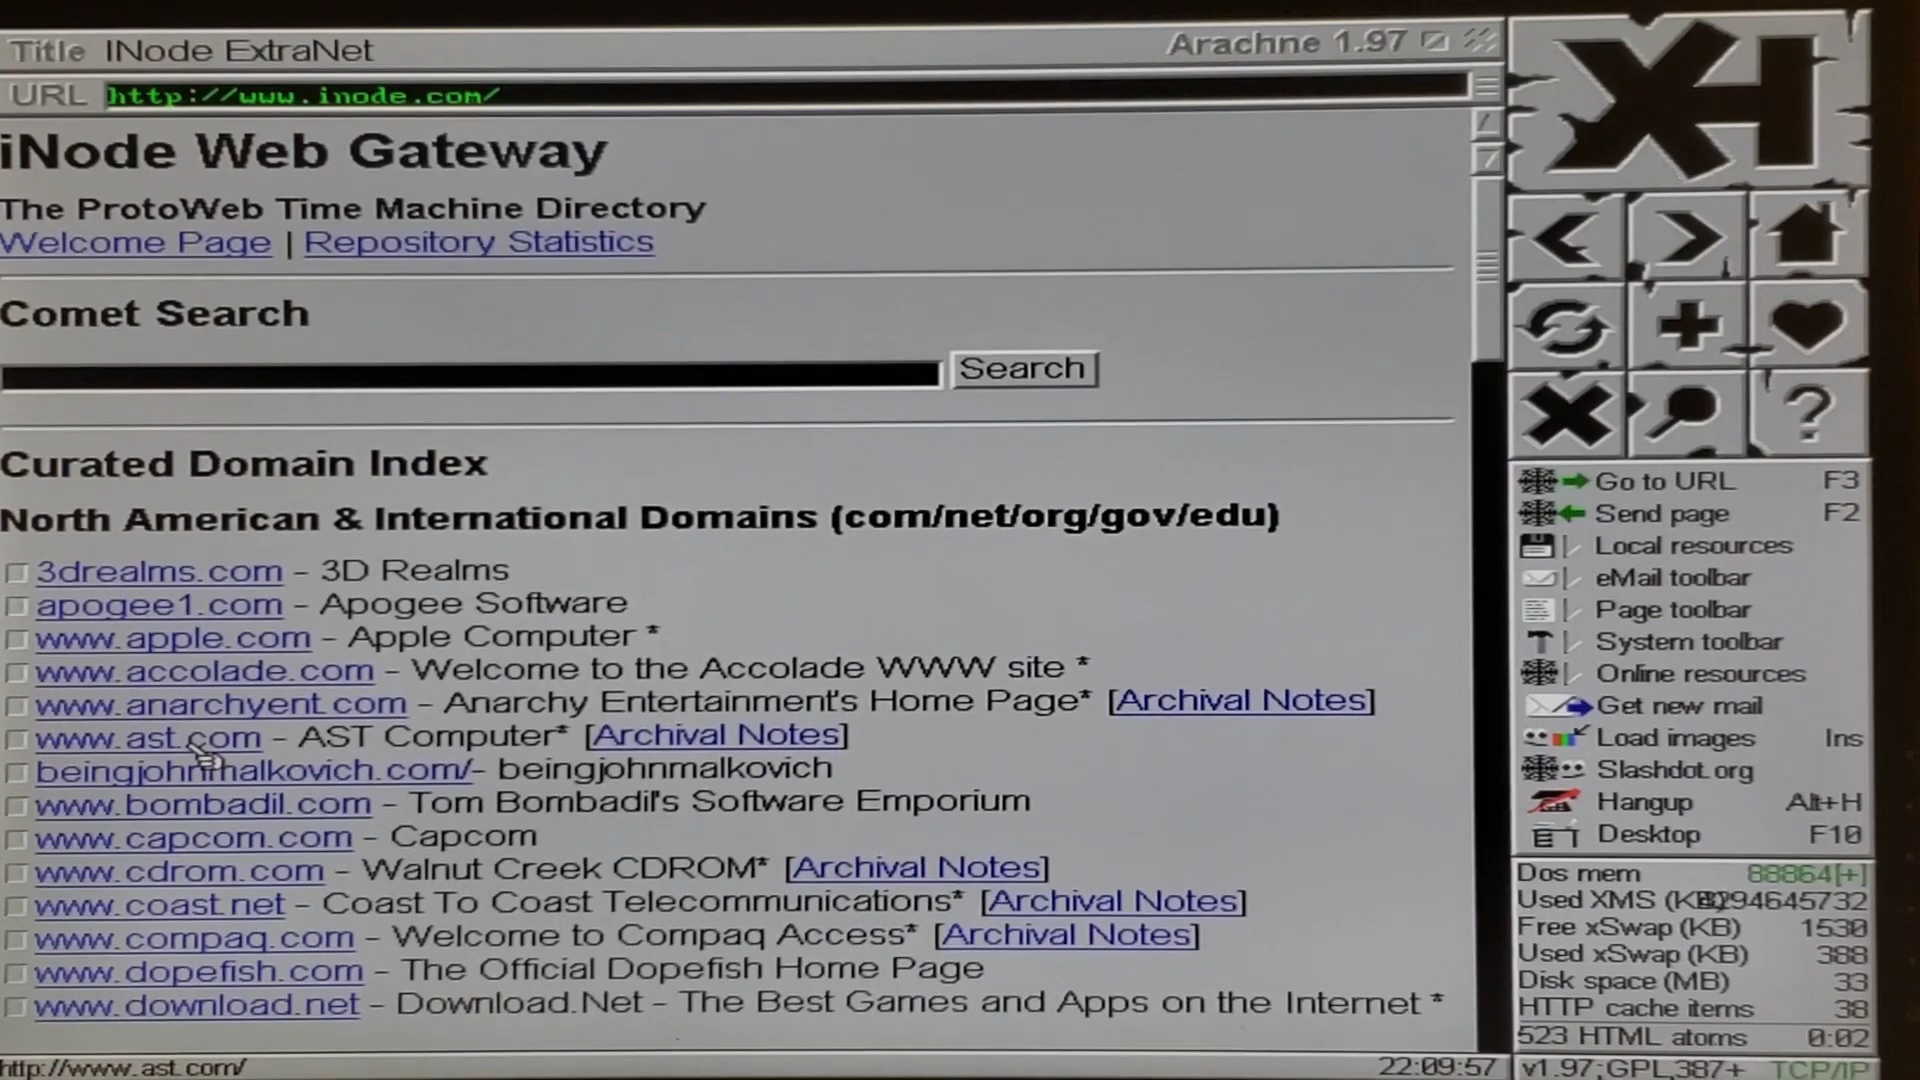 Title INode ExtraNet
Arachne 1.97
URL http://www.inode.com/
iNode Web Gateway
The ProtoWeb Time Machine Directory
Welcome Page | Repository Statistics
Comet Search
Search
Curated Domain Index
North American & International Domains (com/net/org/gov/edu)
3drealms.com - 3D Realms
apogee1.com - Apogee Software
www.apple.com - Apple Computer *
www.accolade.com - Welcome to the Accolade WWW site *
www.anarchyent.com - Anarchy Entertainment's Home Page* [Archival Notes]
www.ast.com - AST Computer* [Archival Notes]
beingjohnmalkovich.com/- beingjohnmalkovich
www.bombadil.com - Tom Bombadil's Software Emporium
www.capcom.com - Capcom
www.cdrom.com - Walnut Creek CDROM* [Archival Notes]
www.coast.net - Coast To Coast Telecommunications* [Archival Notes]
www.compaq.com - Welcome to Compaq Access* [Archival Notes]
www.dopefish.com - The Official Dopefish Home Page
www.download.net - Download.Net - The Best Games and Apps on the Internet *
http://www.ast.com/
22:09:57
Go to URL F3
Send page F2
Local resources
eMail toolbar
Page toolbar
System toolbar
Online resources
Get new mail
Load images Ins
Slashdot.org
Hangup Alt+H
Desktop F10
Dos mem 88864[+]
Used XMS
Free xSwap (KB) 1530
Used xSwap (KB) 388
Disk space (MB) 33
HTTP cache items 38
523 HTML atoms 0:02
v1.97;GPL,387+ TCP/IP